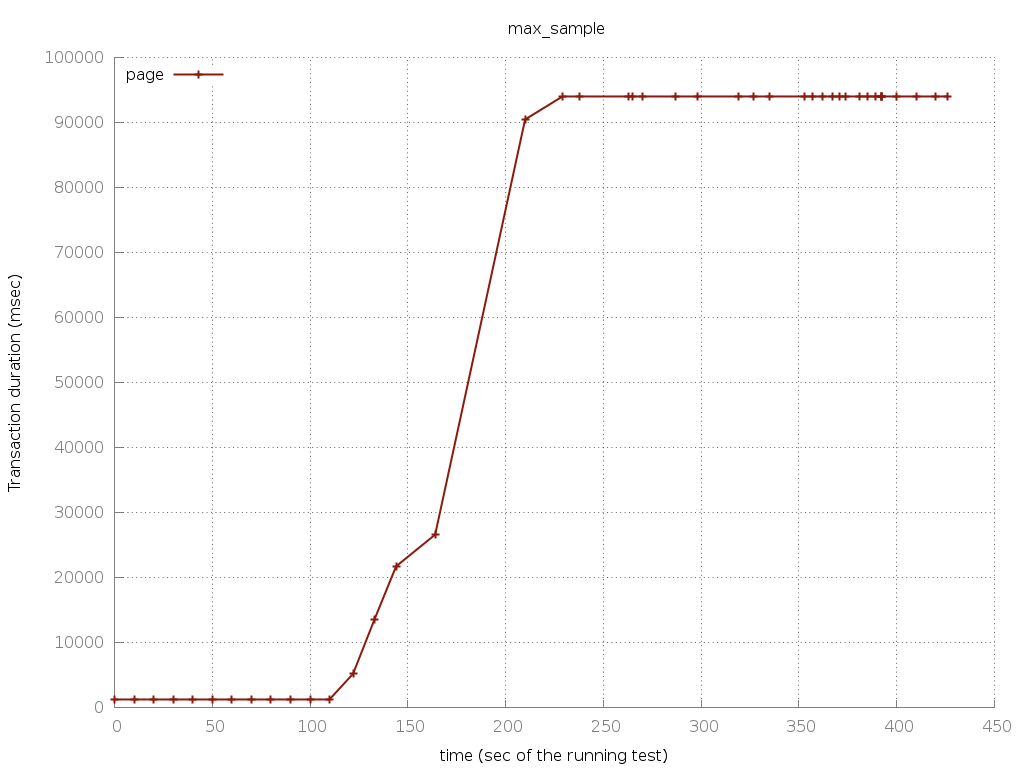 max_sample
page
100000
90000
80000
70000
60000
50000
40000
30000
20000
10000
0
Transaction duration (msec)
0 50 100 150 200 250 300 350 400 450
time (sec of the running test)